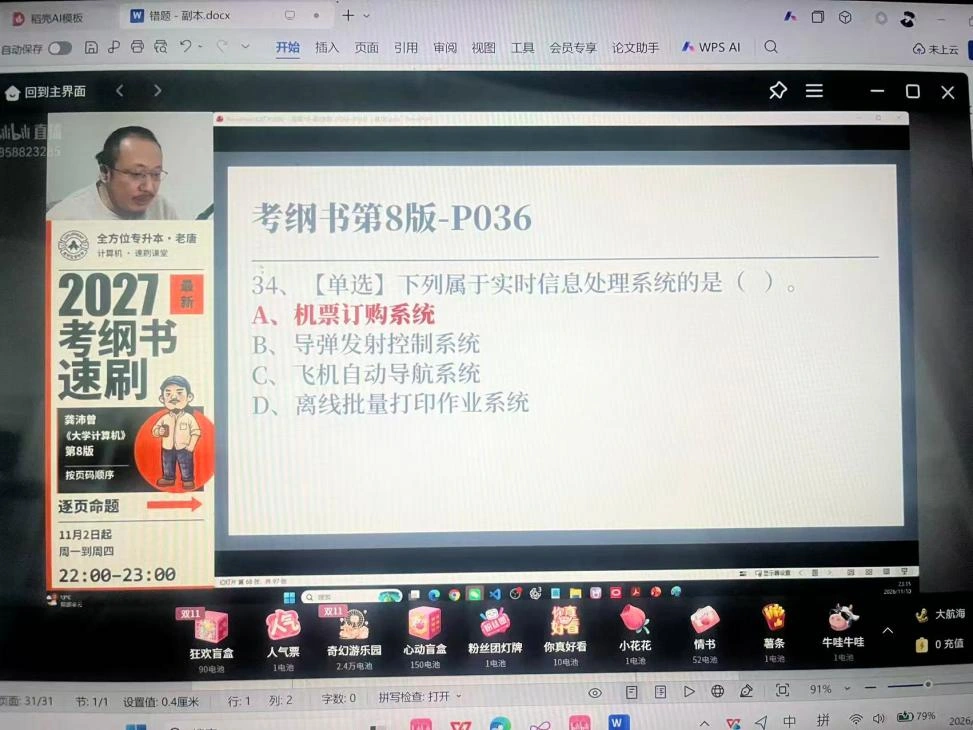 稻壳AI模板
错题 - 副本.docx
自动保存
开始 插入 页面 引用 审阅 视图 工具 会员专享 论文助手 WPS AI
未上云
回到主界面
全方位专升本·老唐
计算机·速刷课堂
2027
最新
考纲书
速刷
龚沛曾
《大学计算机》
第8版
按页码顺序
逐页命题
11月2日起
周一到周四
22:00-23:00
考纲书第8版-P036
34、【单选】下列属于实时信息处理系统的是（ ）。
A、机票订购系统
B、导弹发射控制系统
C、飞机自动导航系统
D、离线批量打印作业系统
双11
狂欢盲盒
90电池
人气票
1电池
双11
奇幻游乐园
2.4万电池
心动盲盒
150电池
粉丝团灯牌
1电池
你真好看
10电池
小花花
1电池
情书
52电池
薯条
1电池
牛哇牛哇
1电池
大航海
0 充值
页面: 31/31 节: 1/1 设置值: 0.4厘米 行: 1 列: 2 字数: 0 拼写检查: 打开
91%
中 拼
79%